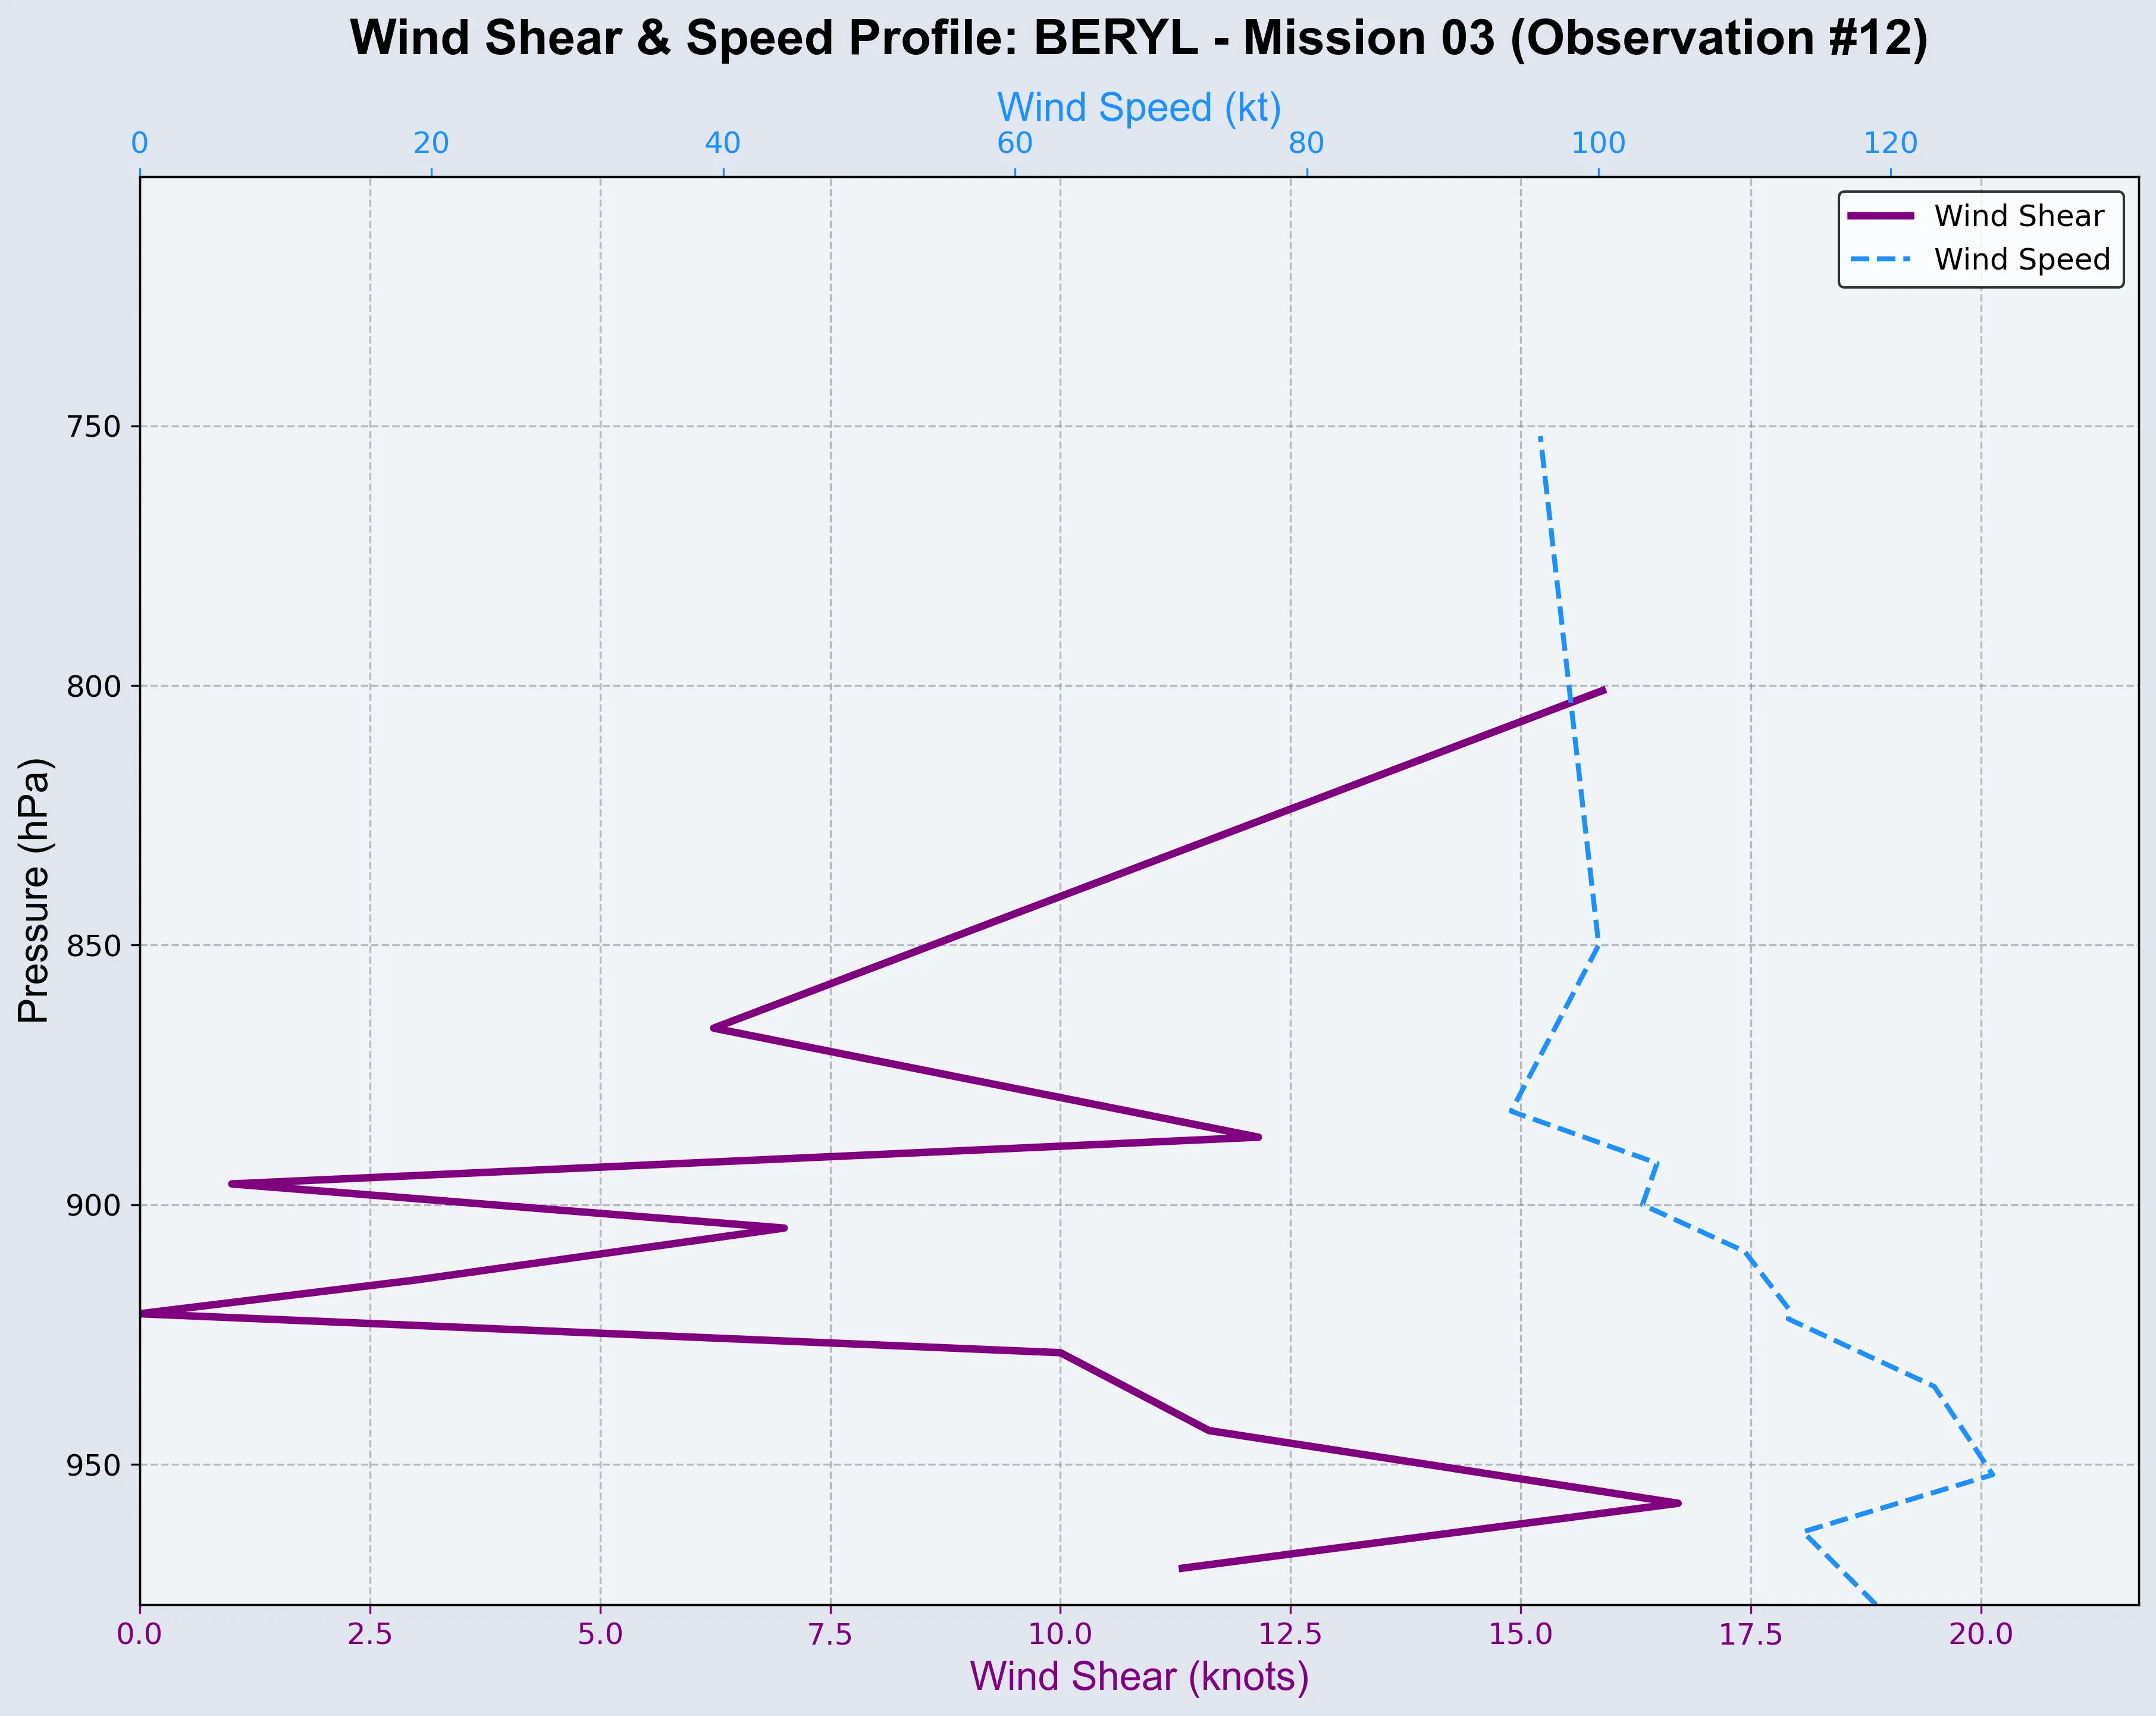 Wind Shear & Speed Profile: BERYL - Mission 03 (Observation #12)
Wind Speed (kt)
0 20 40 60 80 100 120
Wind Shear
Wind Speed
750
800
850
900
950
Pressure (hPa)
0.0 2.5 5.0 7.5 10.0 12.5 15.0 17.5 20.0
Wind Shear (knots)